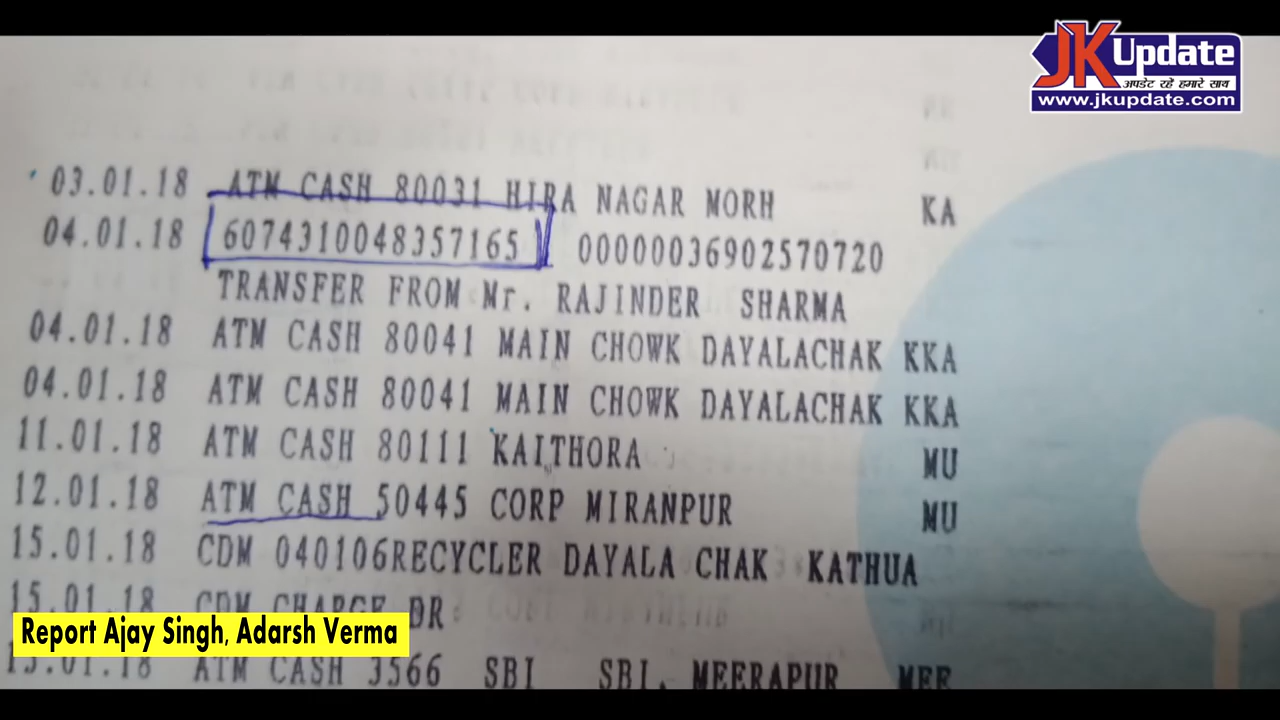 JK Update
अपडेट रहे हमारे साथ
www.jkupdate.com
03.01.18 ATM CASH 80031 HIRA NAGAR MORH KA
04.01.18 6074310048357165 00000036902570720
TRANSFER FROM Mr. RAJINDER SHARMA
04.01.18 ATM CASH 80041 MAIN CHOWK DAYALACHAK KKA
04.01.18 ATM CASH 80041 MAIN CHOWK DAYALACHAK KKA
11.01.18 ATM CASH 80111 KAITHORA MU
12.01.18 ATM CASH 50445 CORP MIRANPUR MU
15.01.18 CDM 040106RECYCLER DAYALA CHAK KATHUA
15.01.18 CDM CHARGE DR
Report Ajay Singh, Adarsh Verma
15.01.18 ATM CASH 3566 SBI SBI, MEERAPUR MEE